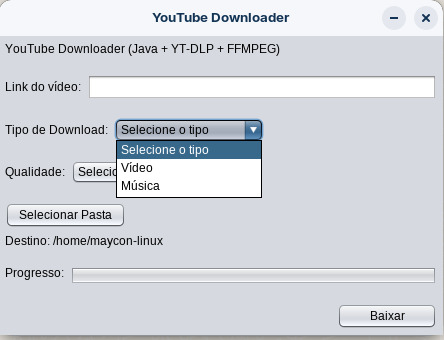 YouTube Downloader
YouTube Downloader (Java + YT-DLP + FFMPEG)
Link do vídeo:
Tipo de Download: Selecione o tipo
Selecione o tipo
Vídeo
Música
Qualidade: Selecio
Selecionar Pasta
Destino: /home/maycon-linux
Progresso:
Baixar